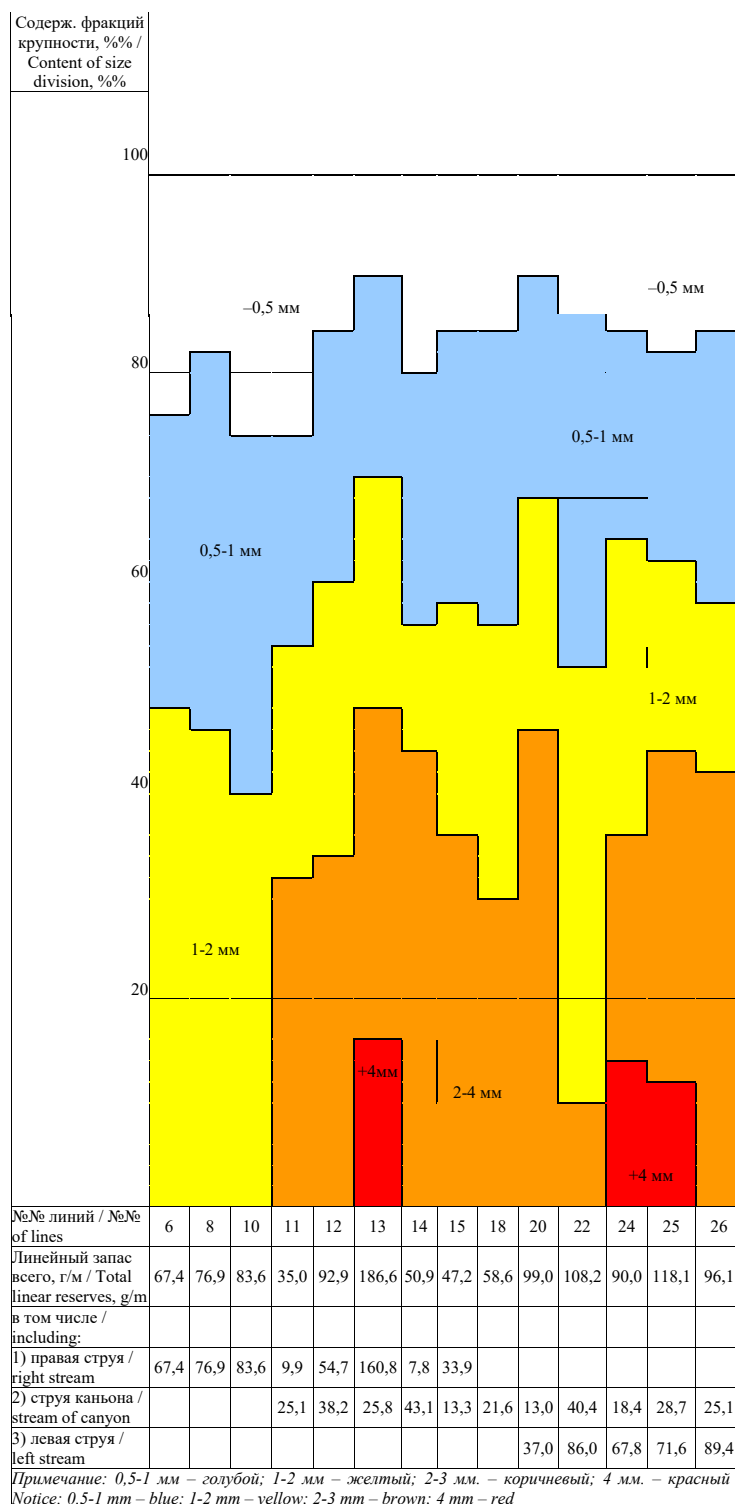 Содерж. фракций
крупности, %% /
Content of size
division, %%
100
–0,5 мм
–0,5 мм
80
0,5-1 мм
0,5-1 мм
60
1-2 мм
40
1-2 мм
20
+4мм
2-4 мм
+4 мм
№№ линий / №№
of lines 6 8 10 11 12 13 14 15 18 20 22 24 25 26
Линейный запас
всего, г/м / Total
linear reserves, g/m 67,4 76,9 83,6 35,0 92,9 186,6 50,9 47,2 58,6 99,0 108,2 90,0 118,1 96,1
в том числе /
including:
1) правая струя /
right stream 67,4 76,9 83,6 9,9 54,7 160,8 7,8 33,9
2) струя каньона /
stream of canyon 25,1 38,2 25,8 43,1 13,3 21,6 13,0 40,4 18,4 28,7 25,1
3) левая струя /
left stream 37,0 86,0 67,8 71,6 89,4
Примечание: 0,5-1 мм – голубой; 1-2 мм – желтый; 2-3 мм. – коричневый; 4 мм. – красный
Notice: 0.5-1 mm – blue; 1-2 mm – yellow; 2-3 mm – brown; 4 mm – red